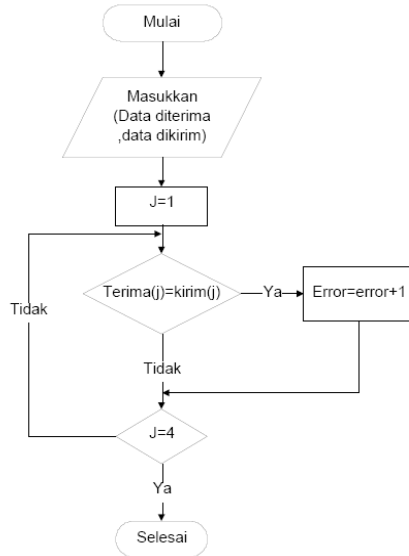 Mulai
Masukkan
(Data diterima
,data dikirim)
J=1
Terima(j)=kirim(j)
Ya
Error=error+1
Tidak
Tidak
J=4
Ya
Selesai